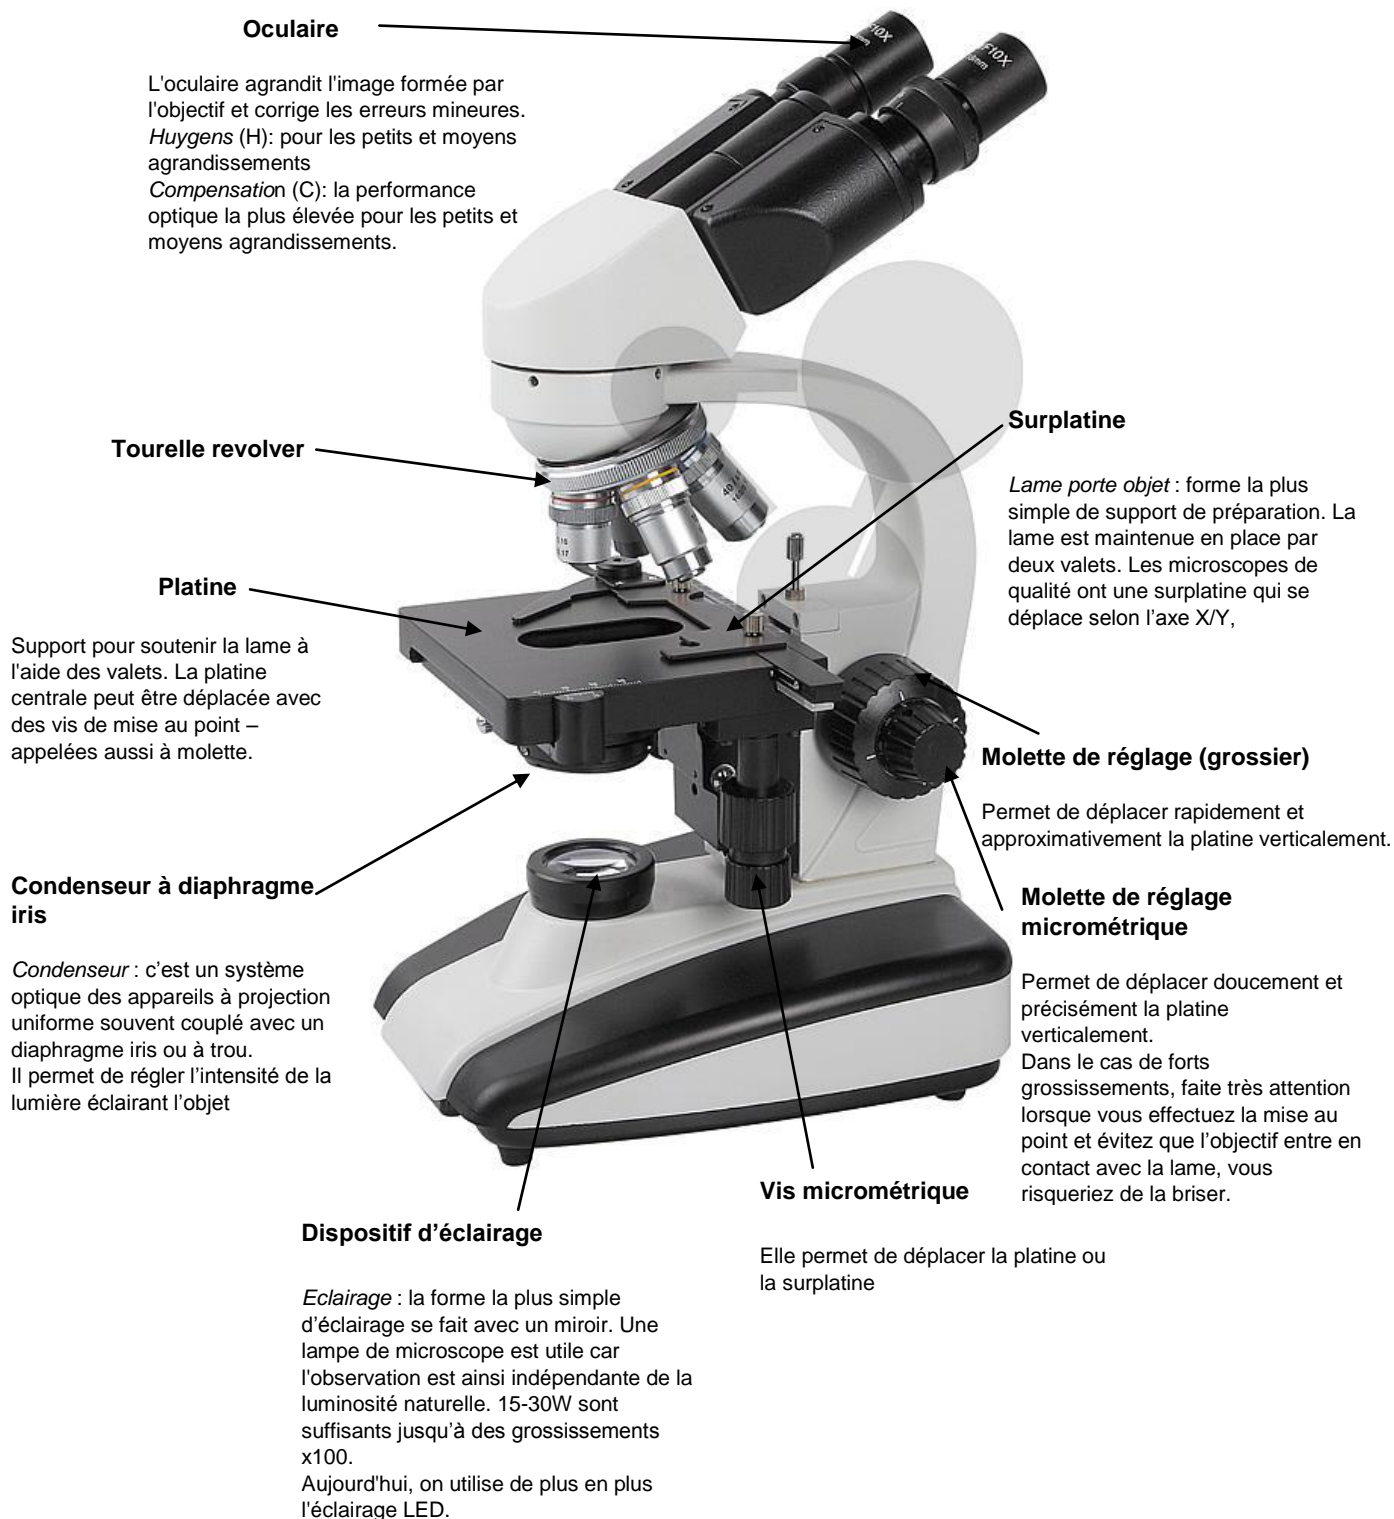 Oculaire
L'oculaire agrandit l'image formée par
l'objectif et corrige les erreurs mineures.
Huygens (H): pour les petits et moyens
agrandissements
Compensation (C): la performance
optique la plus élevée pour les petits et
moyens agrandissements.
F10X
mm
F10X
8mm
Tourelle revolver
Surplatine
Lame porte objet : forme la plus
simple de support de préparation. La
lame est maintenue en place par
deux valets. Les microscopes de
qualité ont une surplatine qui se
déplace selon l'axe X/Y,
40
Platine
Support pour soutenir la lame à
l'aide des valets. La platine
centrale peut être déplacée avec
des vis de mise au point –
appelées aussi à molette.
Molette de réglage (grossier)
Permet de déplacer rapidement et
approximativement la platine verticalement.
Condenseur à diaphragme
iris
Condenseur : c'est un système
optique des appareils à projection
uniforme souvent couplé avec un
diaphragme iris ou à trou.
Il permet de régler l'intensité de la
lumière éclairant l'objet
Molette de réglage
micrométrique
Permet de déplacer doucement et
précisément la platine
verticalement.
Dans le cas de forts
grossissements, faite très attention
lorsque vous effectuez la mise au
point et évitez que l'objectif entre en
contact avec la lame, vous
risqueriez de la briser.
Vis micrométrique
Elle permet de déplacer la platine ou
la surplatine
Dispositif d'éclairage
Eclairage : la forme la plus simple
d'éclairage se fait avec un miroir. Une
lampe de microscope est utile car
l'observation est ainsi indépendante de la
luminosité naturelle. 15-30W sont
suffisants jusqu'à des grossissements
x100.
Aujourd'hui, on utilise de plus en plus
l'éclairage LED.